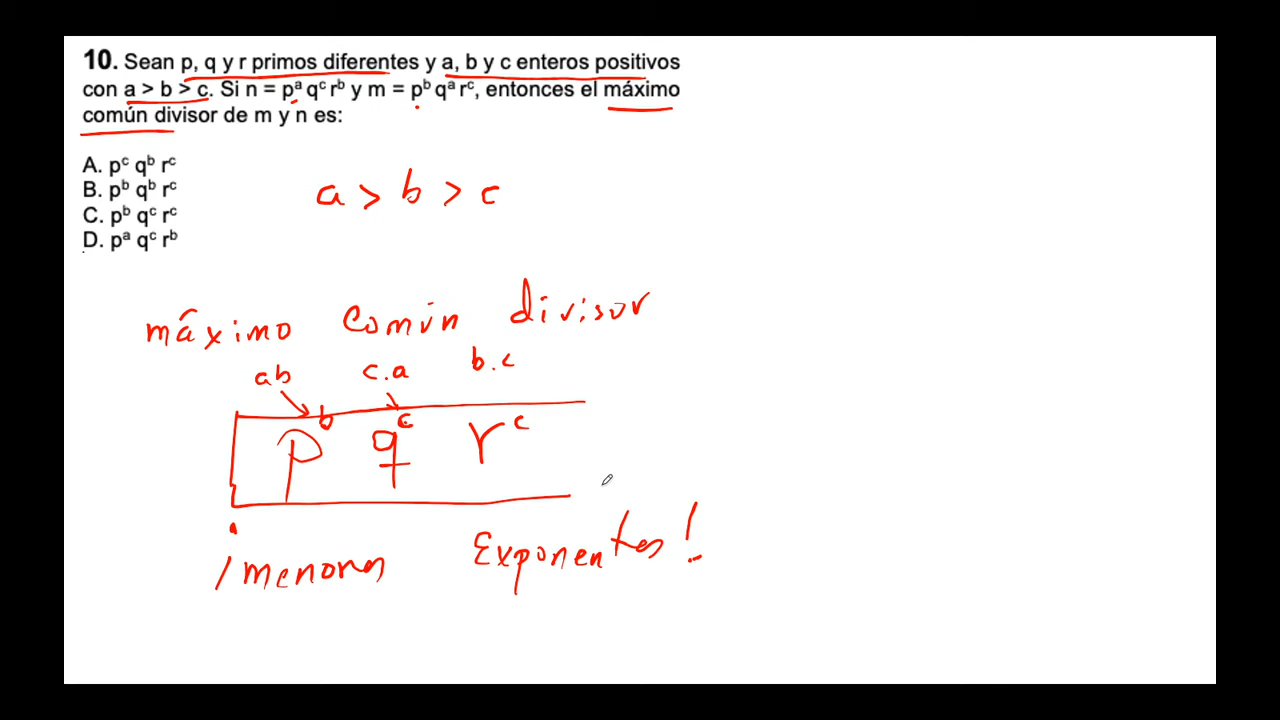 10. Sean p, q y r primos diferentes y a, b y c enteros positivos
con a > b > c. Si n = pᵃ qᶜ rᵇ y m = pᵇ qᵃ rᶜ, entonces el máximo
común divisor de m y n es:
A. pᶜ qᵇ rᶜ
B. pᵇ qᵇ rᶜ
C. pᵇ qᶜ rᶜ
D. pᵃ qᶜ rᵇ
a > b > c
máximo común divisor
ab c.a b.c
pᵇ qᶜ rᶜ
menores Exponentes!